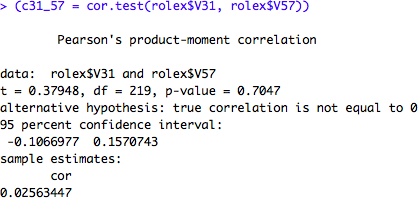 > (c31_57 = cor.test(rolex$V31, rolex$V57))
Pearson's product-moment correlation
data:  rolex$V31 and rolex$V57
t = 0.37948, df = 219, p-value = 0.7047
alternative hypothesis: true correlation is not equal to 0
95 percent confidence interval:
 -0.1066977  0.1570743
sample estimates:
       cor
0.02563447